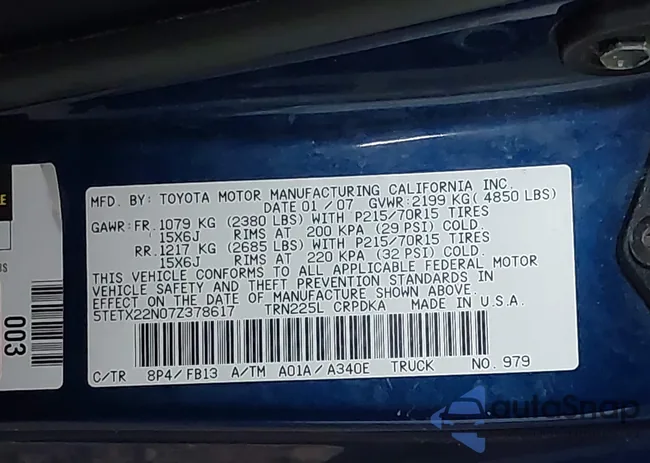 MFD. BY: TOYOTA MOTOR MANUFACTURING CALIFORNIA INC.
DATE 01 / 07 GVWR:2199 KG( 4850 LBS)
GAWR:FR. 1079 KG (2380 LBS) WITH P215/70R15 TIRES
15X6J RIMS AT 200 KPA (29 PSI) COLD.
RR. 1217 KG (2685 LBS) WITH P215/70R15 TIRES
15X6J RIMS AT 220 KPA (32 PSI) COLD.
THIS VEHICLE CONFORMS TO ALL APPLICABLE FEDERAL MOTOR
VEHICLE SAFETY AND THEFT PREVENTION STANDARDS IN
EFFECT ON THE DATE OF MANUFACTURE SHOWN ABOVE.
5TETX22N07Z378617 TRN225L CRPDKA MADE IN U.S.A.
C/TR 8P4/FB13 A/TM A01A/A340E TRUCK NO. 979
003
autoSnap